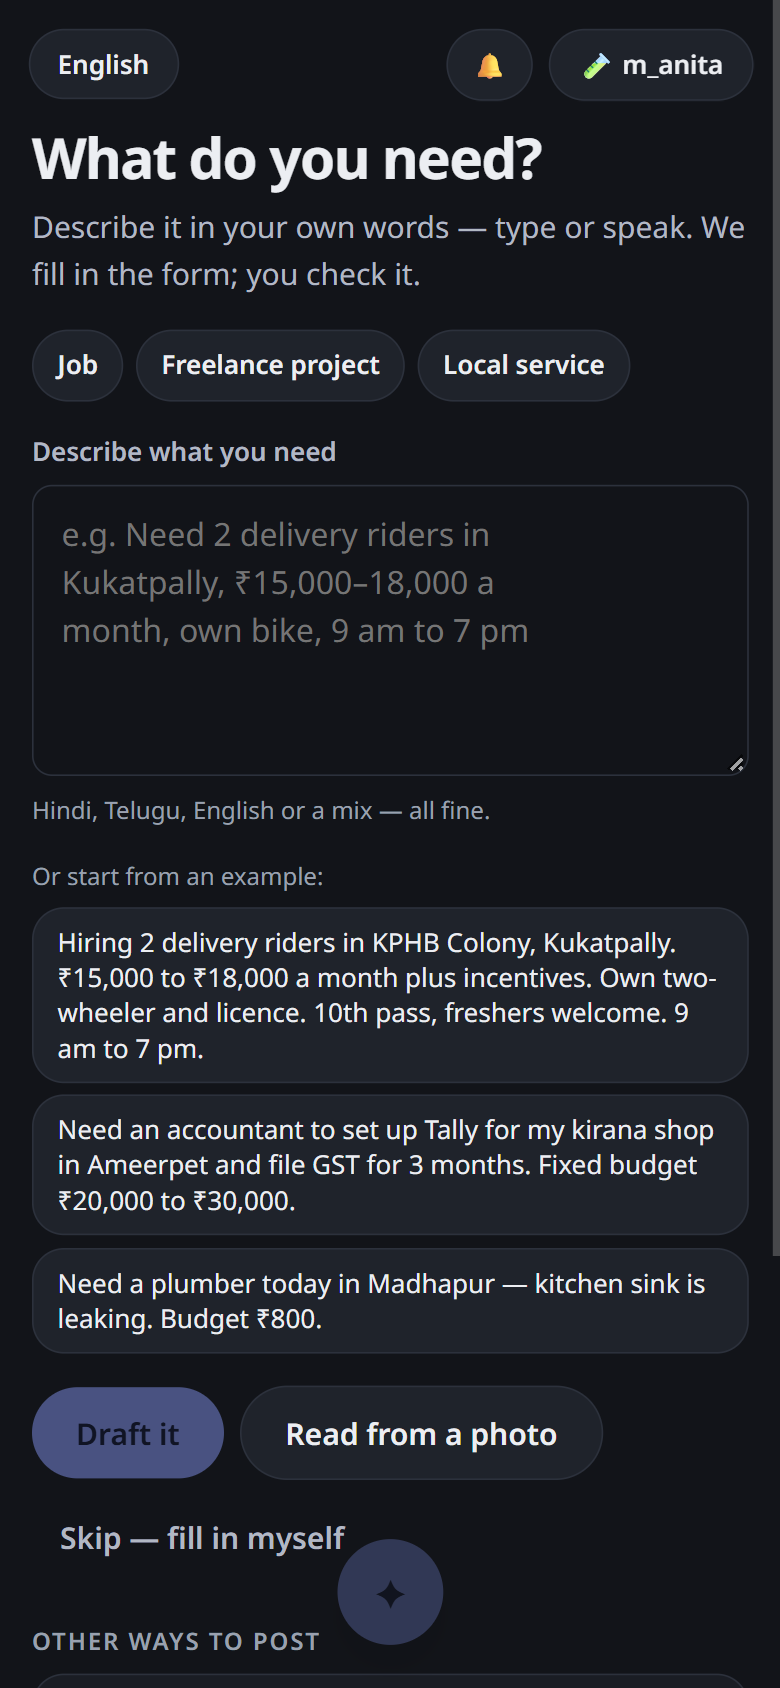 English
m_anita
What do you need?
Describe it in your own words — type or speak. We
fill in the form; you check it.
Job
Freelance project
Local service
Describe what you need
e.g. Need 2 delivery riders in
Kukatpally, ₹15,000–18,000 a
month, own bike, 9 am to 7 pm
Hindi, Telugu, English or a mix — all fine.
Or start from an example:
Hiring 2 delivery riders in KPHB Colony, Kukatpally.
₹15,000 to ₹18,000 a month plus incentives. Own two-
wheeler and licence. 10th pass, freshers welcome. 9
am to 7 pm.
Need an accountant to set up Tally for my kirana shop
in Ameerpet and file GST for 3 months. Fixed budget
₹20,000 to ₹30,000.
Need a plumber today in Madhapur — kitchen sink is
leaking. Budget ₹800.
Draft it
Read from a photo
Skip — fill in myself
OTHER WAYS TO POST